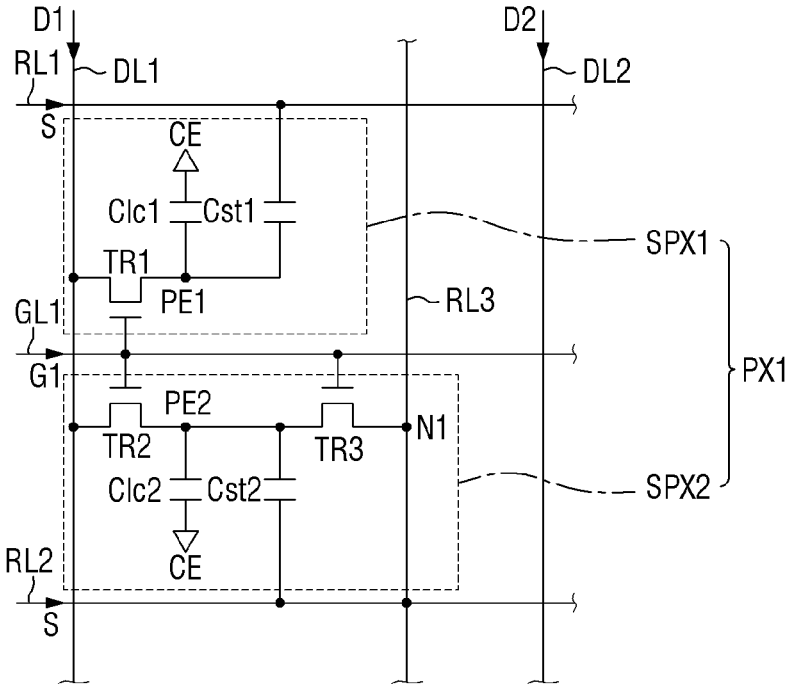 D1
D2
RL1
DL1
DL2
S
CE
Clc1
Cst1
SPX1
TR1
PE1
RL3
GL1
G1
PX1
PE2
TR2
TR3
N1
Clc2
Cst2
SPX2
CE
RL2
S